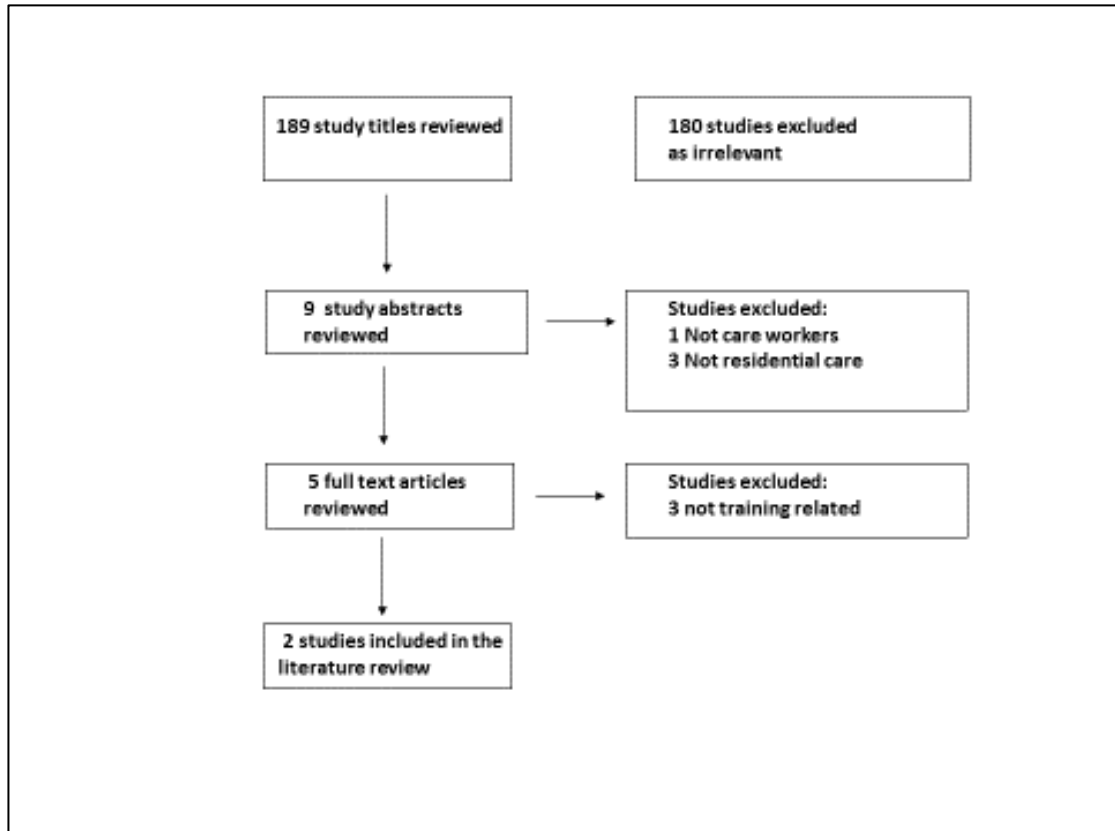 189 study titles reviewed
180 studies excluded
as irrelevant
9 study abstracts
reviewed
Studies excluded:
1 Not care workers
3 Not residential care
5 full text articles
reviewed
Studies excluded:
3 not training related
2 studies included in the
literature review